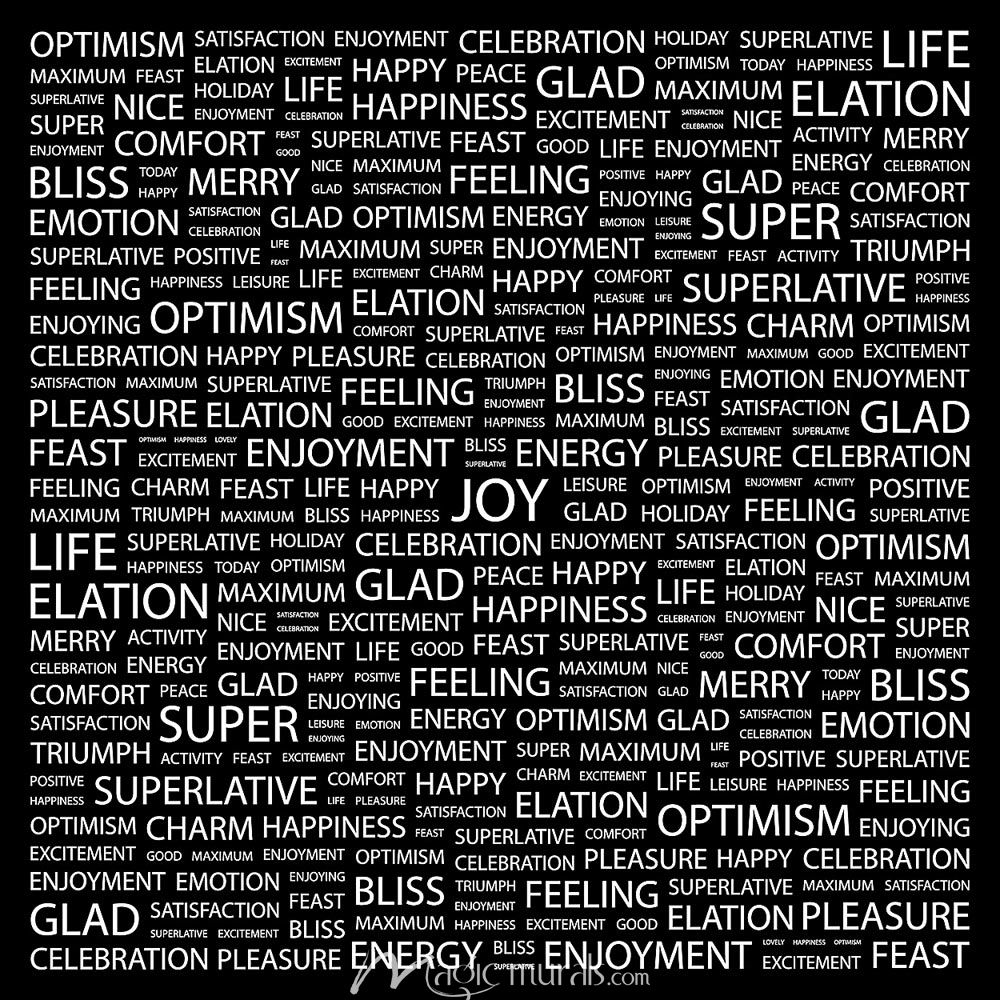 OPTIMISM SATISFACTION ENJOYMENT CELEBRATION HOLIDAY SUPERLATIVE LIFE
MAXIMUM FEAST ELATION EXCITEMENT HAPPY PEACE GLAD OPTIMISM TODAY HAPPINESS
SUPERLATIVE NICE HOLIDAY LIFE HAPPINESS MAXIMUM ELATION
SUPER ENJOYMENT CELEBRATION EXCITEMENT SATISFACTION NICE
ENJOYMENT COMFORT FEAST SUPERLATIVE FEAST GOOD LIFE ENJOYMENT CELEBRATION ACTIVITY MERRY
GOOD NICE MAXIMUM ENERGY CELEBRATION
BLISS TODAY MERRY GLAD SATISFACTION FEELING POSITIVE HAPPY GLAD PEACE COMFORT
HAPPY ENJOYING
EMOTION SATISFACTION GLAD OPTIMISM ENERGY EMOTION LEISURE SUPER SATISFACTION
CELEBRATION ENJOYING
SUPERLATIVE POSITIVE LIFE MAXIMUM SUPER ENJOYMENT EXCITEMENT FEAST ACTIVITY TRIUMPH
FEAST
FEELING HAPPINESS LEISURE LIFE EXCITEMENT CHARM HAPPY COMFORT SUPERLATIVE POSITIVE
ELATION SATISFACTION PLEASURE LIFE HAPPINESS
ENJOYING OPTIMISM COMFORT SUPERLATIVE FEAST HAPPINESS CHARM OPTIMISM
CELEBRATION HAPPY PLEASURE CELEBRATION OPTIMISM ENJOYMENT MAXIMUM GOOD EXCITEMENT
SATISFACTION MAXIMUM SUPERLATIVE FEELING TRIUMPH BLISS ENJOYING EMOTION ENJOYMENT
ENJOYMENT FEAST SATISFACTION
PLEASURE ELATION GOOD EXCITEMENT HAPPINESS MAXIMUM BLISS EXCITEMENT SUPERLATIVE GLAD
FEAST OPTIMISM HAPPINESS LOVELY ENJOYMENT BLISS ENERGY PLEASURE CELEBRATION
EXCITEMENT SUPERLATIVE
FEELING CHARM FEAST LIFE HAPPY JOY LEISURE OPTIMISM ENJOYMENT ACTIVITY POSITIVE
MAXIMUM TRIUMPH MAXIMUM BLISS HAPPINESS GLAD HOLIDAY FEELING SUPERLATIVE
LIFE SUPERLATIVE HOLIDAY CELEBRATION ENJOYMENT SATISFACTION OPTIMISM
HAPPINESS TODAY OPTIMISM GLAD PEACE HAPPY EXCITEMENT ELATION FEAST MAXIMUM
ELATION MAXIMUM HAPPINESS LIFE HOLIDAY NICE SUPERLATIVE
NICE SATISFACTION EXCITEMENT CELEBRATION ENJOYMENT SUPER
MERRY ACTIVITY CELEBRATION ENJOYMENT LIFE GOOD FEAST SUPERLATIVE FEAST COMFORT ENJOYMENT
CELEBRATION ENERGY MAXIMUM NICE GOOD
COMFORT PEACE GLAD HAPPY POSITIVE FEELING SATISFACTION GLAD MERRY TODAY BLISS
ENJOYING HAPPY
SATISFACTION SUPER LEISURE EMOTION ENERGY OPTIMISM GLAD SATISFACTION EMOTION
ENJOYING CELEBRATION
TRIUMPH ACTIVITY FEAST EXCITEMENT ENJOYMENT SUPER MAXIMUM LIFE POSITIVE SUPERLATIVE
FEAST
POSITIVE SUPERLATIVE COMFORT HAPPY CHARM EXCITEMENT LIFE LEISURE HAPPINESS FEELING
HAPPINESS LIFE PLEASURE SATISFACTION ELATION
OPTIMISM CHARM HAPPINESS FEAST SUPERLATIVE COMFORT OPTIMISM ENJOYING
EXCITEMENT GOOD MAXIMUM ENJOYMENT OPTIMISM CELEBRATION PLEASURE HAPPY CELEBRATION
ENJOYMENT EMOTION ENJOYING BLISS TRIUMPH FEELING SUPERLATIVE MAXIMUM SATISFACTION
GLAD SATISFACTION FEAST ENJOYMENT
SUPERLATIVE EXCITEMENT BLISS MAXIMUM HAPPINESS EXCITEMENT GOOD ELATION PLEASURE
CELEBRATION PLEASURE ENERGY BLISS ENJOYMENT LOVELY HAPPINESS OPTIMISM FEAST
SUPERLATIVE EXCITEMENT
Magicmurals.com